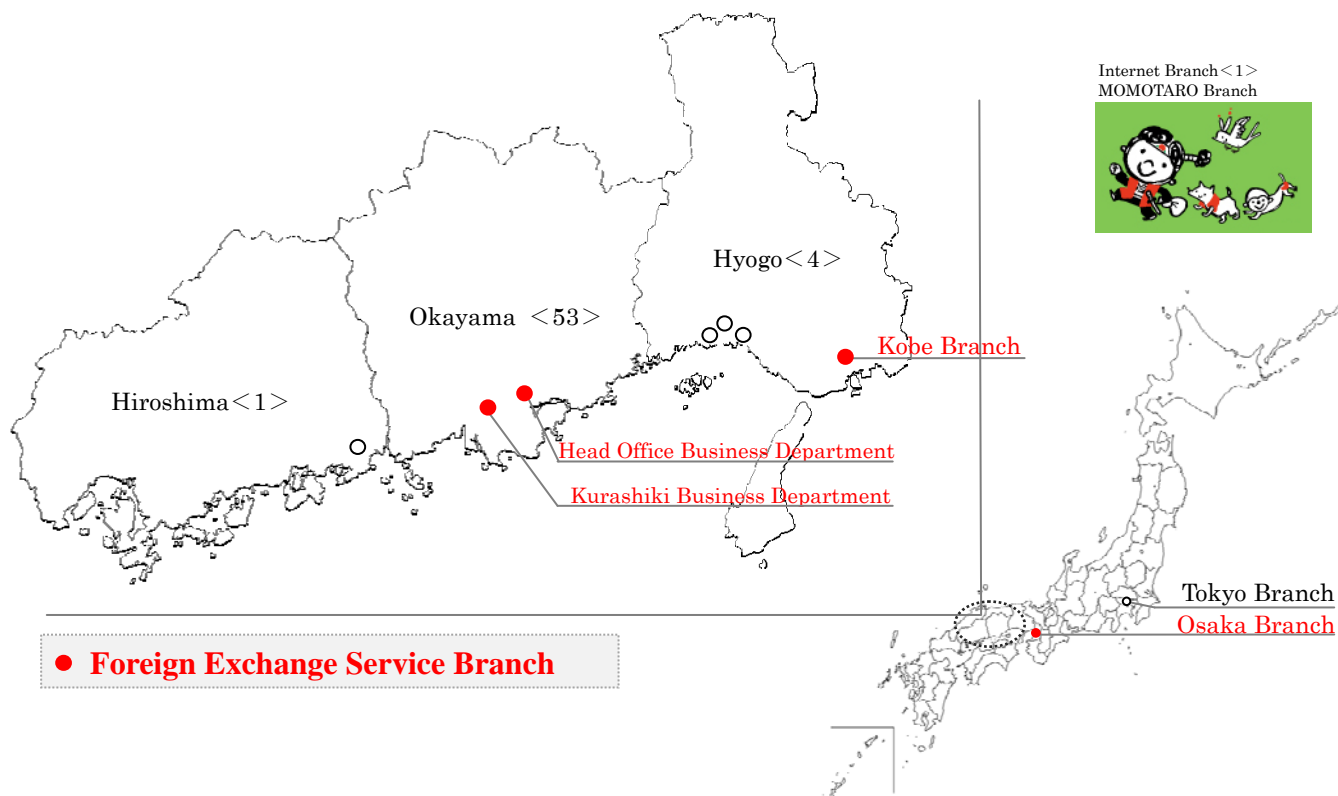 Internet Branch＜1＞
MOMOTARO Branch
Hyogo＜4＞
Okayama ＜53＞
Kobe Branch
Hiroshima＜1＞
Head Office Business Department
Kurashiki Business Department
Tokyo Branch
Osaka Branch
Foreign Exchange Service Branch